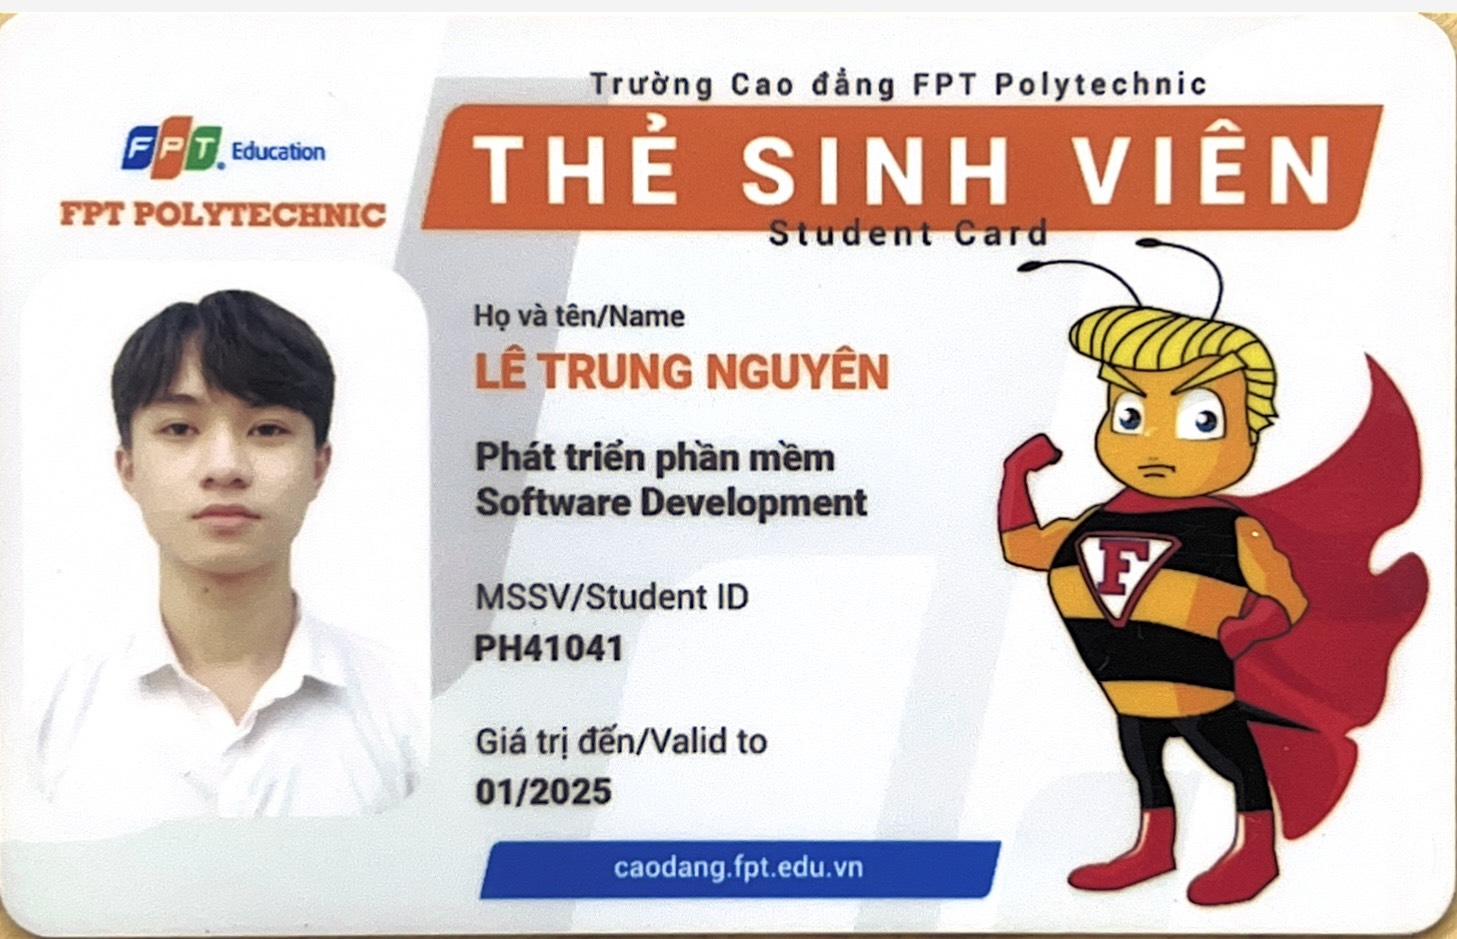 Trường Cao đẳng FPT Polytechnic
FPT Education
THẺ SINH VIÊN
FPT POLYTECHNIC
Student Card
Họ và tên/Name
LÊ TRUNG NGUYÊN
Phát triển phần mềm
Software Development
F
MSSV/Student ID
PH41041
Giá trị đến/Valid to
01/2025
caodang.fpt.edu.vn